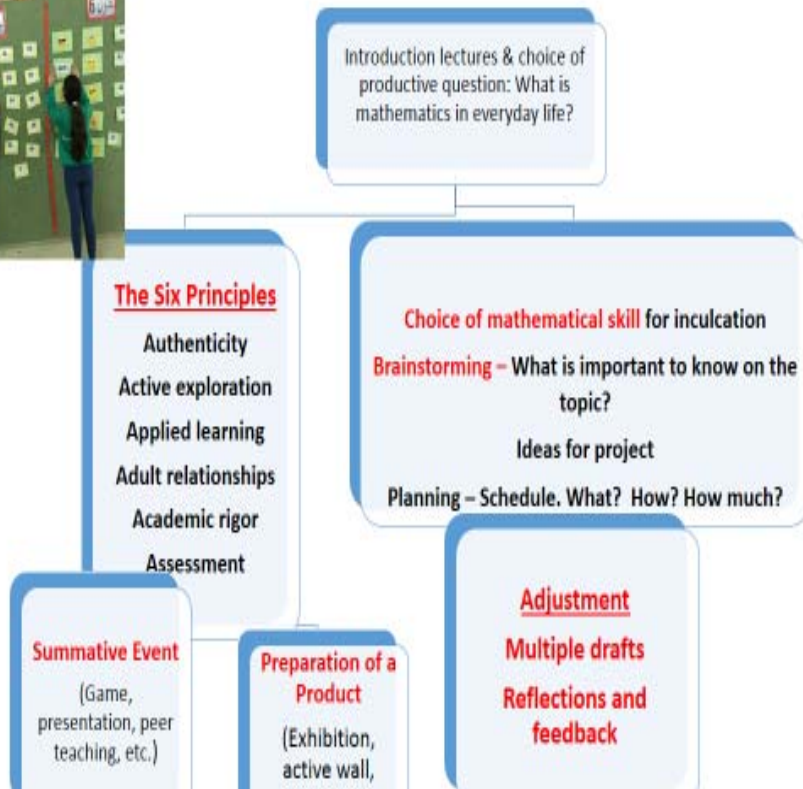 Introduction lectures & choice of
productive question: What is
mathematics in everyday life?
The Six Principles
Authenticity
Active exploration
Applied learning
Adult relationships
Academic rigor
Assessment
Choice of mathematical skill for inculcation
Brainstorming – What is important to know on the
topic?
Ideas for project
Planning – Schedule. What? How? How much?
Summative Event
(Game,
presentation, peer
teaching, etc.)
Preparation of a
Product
(Exhibition,
active wall,
Adjustment
Multiple drafts
Reflections and
feedback